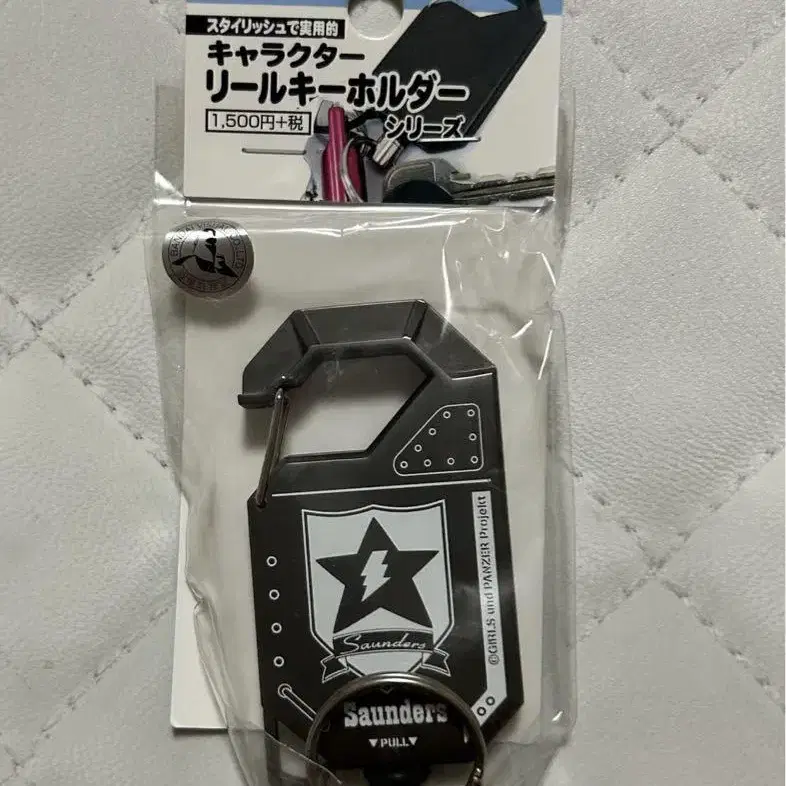 スタイリッシュで実用的
キャラクター
リールキーホルダー
1,500円+税
シリーズ
©GIRLS und PANZER Projekt
Saunders
Saunders
▼PULL▼